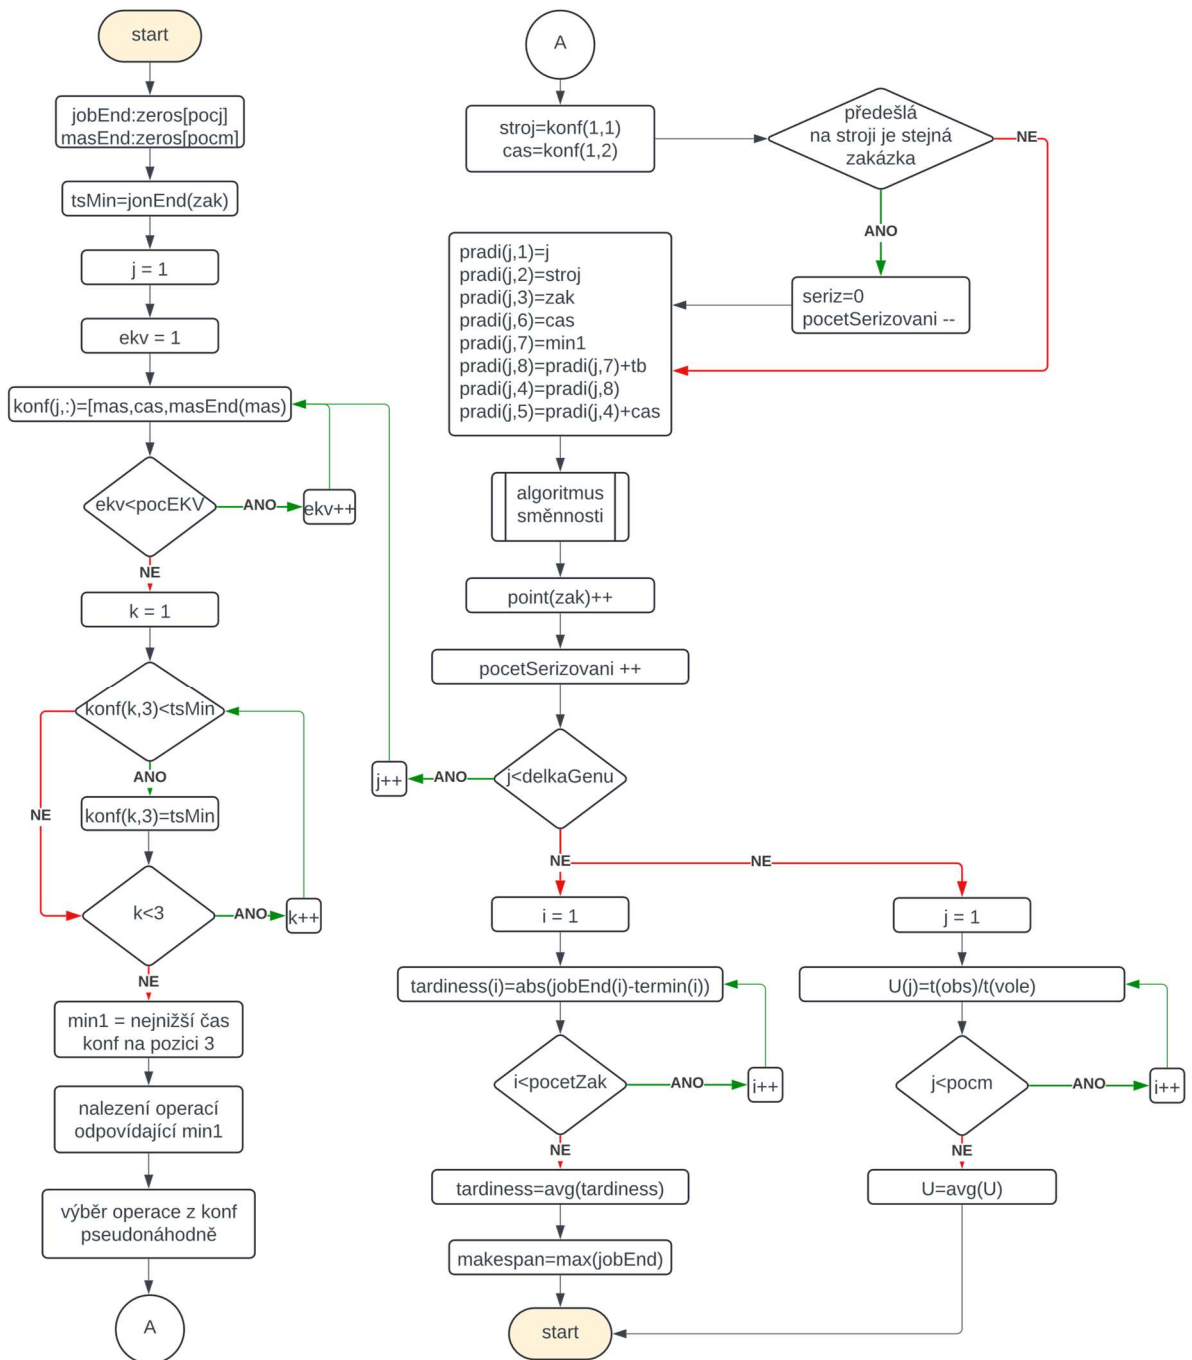 start
jobEnd:zeros[pocj]
masEnd:zeros[pocm]
tsMin=jonEnd(zak)
j = 1
ekv = 1
konf(j,:)=[mas,cas,masEnd(mas)
ekv<pocEKV
ANO
ekv++
NE
k = 1
konf(k,3)<tsMin
ANO
NE
konf(k,3)=tsMin
k<3
ANO
k++
NE
min1 = nejnižší čas
konf na pozici 3
nalezení operací
odpovídající min1
výběr operace z konf
pseudonáhodně
A
A
stroj=konf(1,1)
cas=konf(1,2)
předešlá
na stroji je stejná
zakázka
NE
ANO
seriz=0
pocetSerizovani --
pradi(j,1)=j
pradi(j,2)=stroj
pradi(j,3)=zak
pradi(j,6)=cas
pradi(j,7)=min1
pradi(j,8)=pradi(j,7)+tb
pradi(j,4)=pradi(j,8)
pradi(j,5)=pradi(j,4)+cas
algoritmus
směnnosti
point(zak)++
pocetSerizovani ++
j<delkaGenu
ANO
j++
NE
NE
i = 1
tardiness(i)=abs(jobEnd(i)-termin(i))
i<pocetZak
ANO
i++
NE
tardiness=avg(tardiness)
makespan=max(jobEnd)
start
j = 1
U(j)=t(obs)/t(vole)
j<pocm
ANO
i++
NE
U=avg(U)